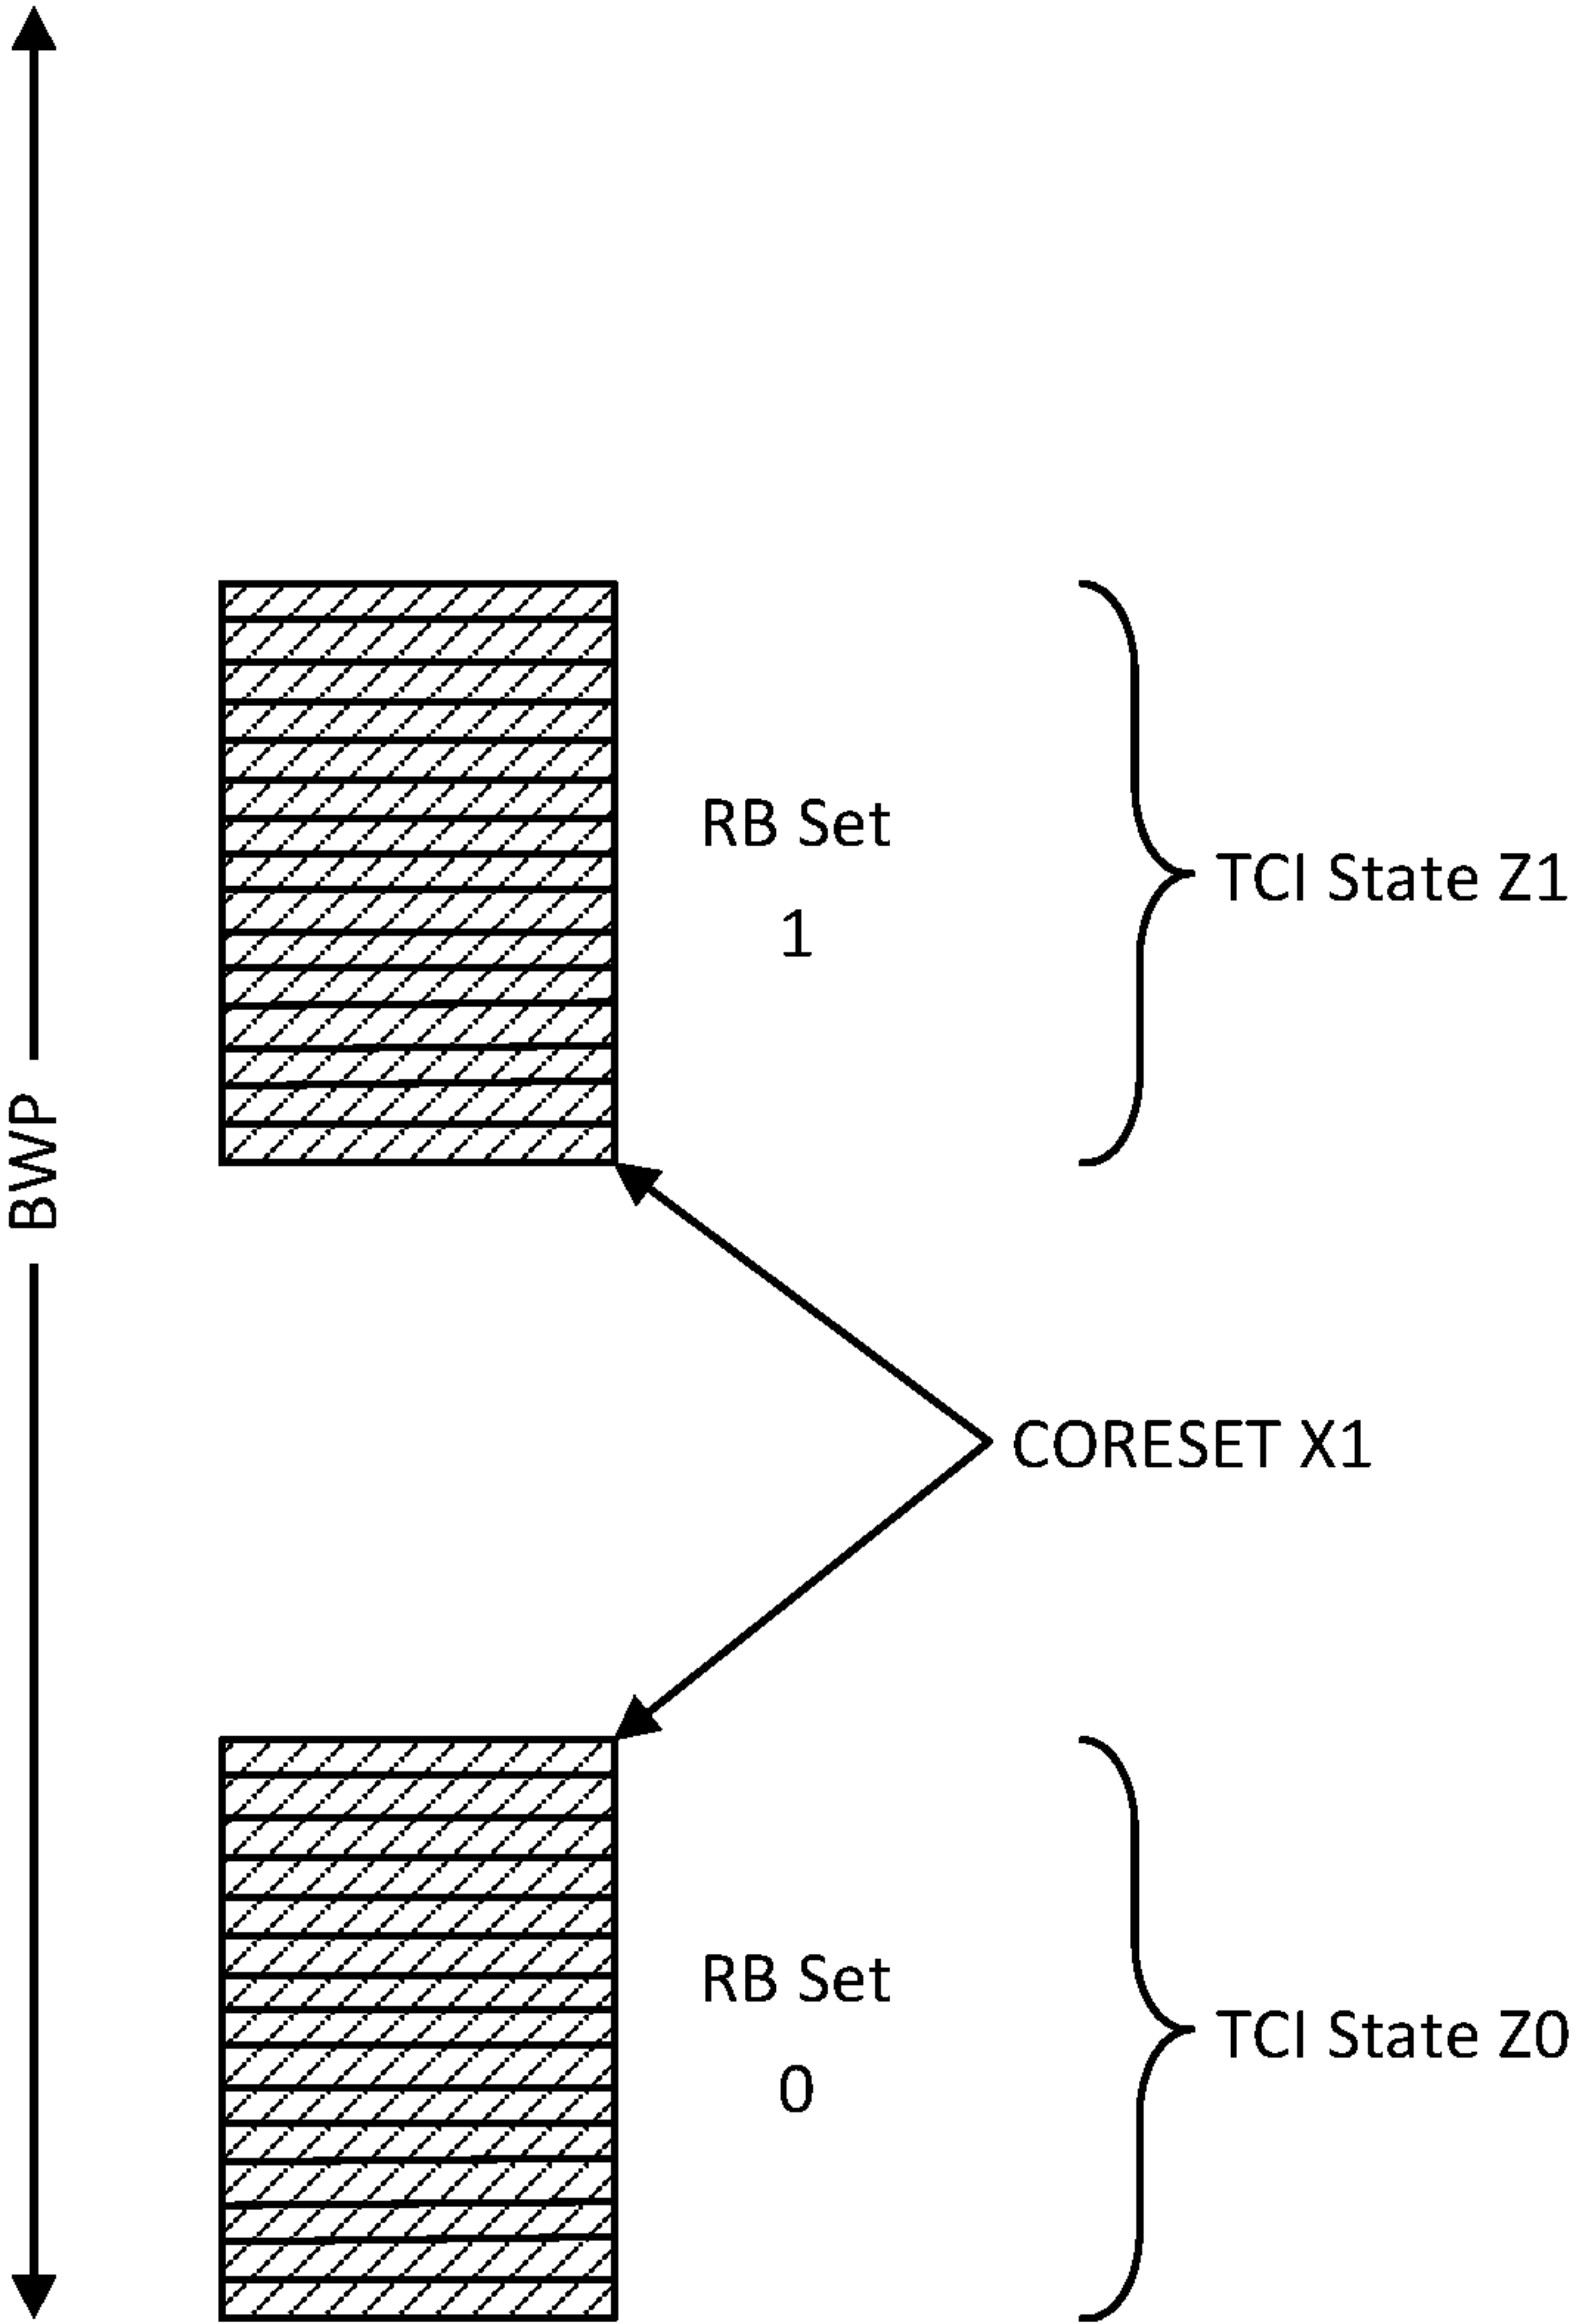 RB Set
1
TCI State Z1
BWP
CORESET X1
RB Set
0
TCI State Z0